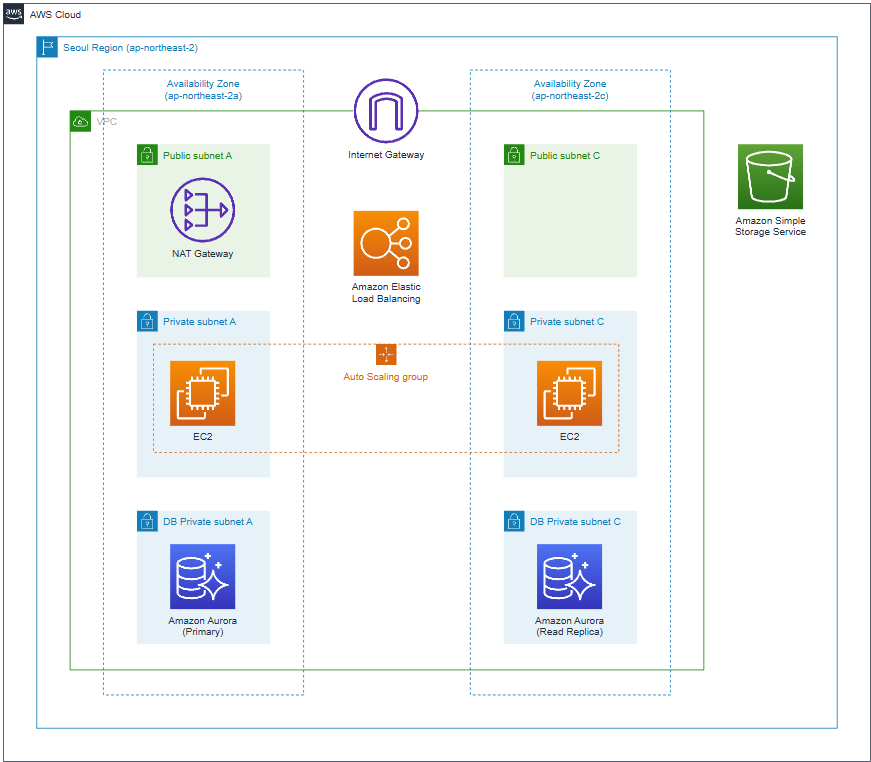 aws
AWS Cloud
Seoul Region (ap-northeast-2)
Availability Zone
(ap-northeast-2a)
Availability Zone
(ap-northeast-2c)
VPC
Internet Gateway
Public subnet A
NAT Gateway
Public subnet C
Amazon Simple
Storage Service
Amazon Elastic
Load Balancing
Private subnet A
Private subnet C
Auto Scaling group
EC2
EC2
DB Private subnet A
DB Private subnet C
Amazon Aurora
(Primary)
Amazon Aurora
(Read Replica)